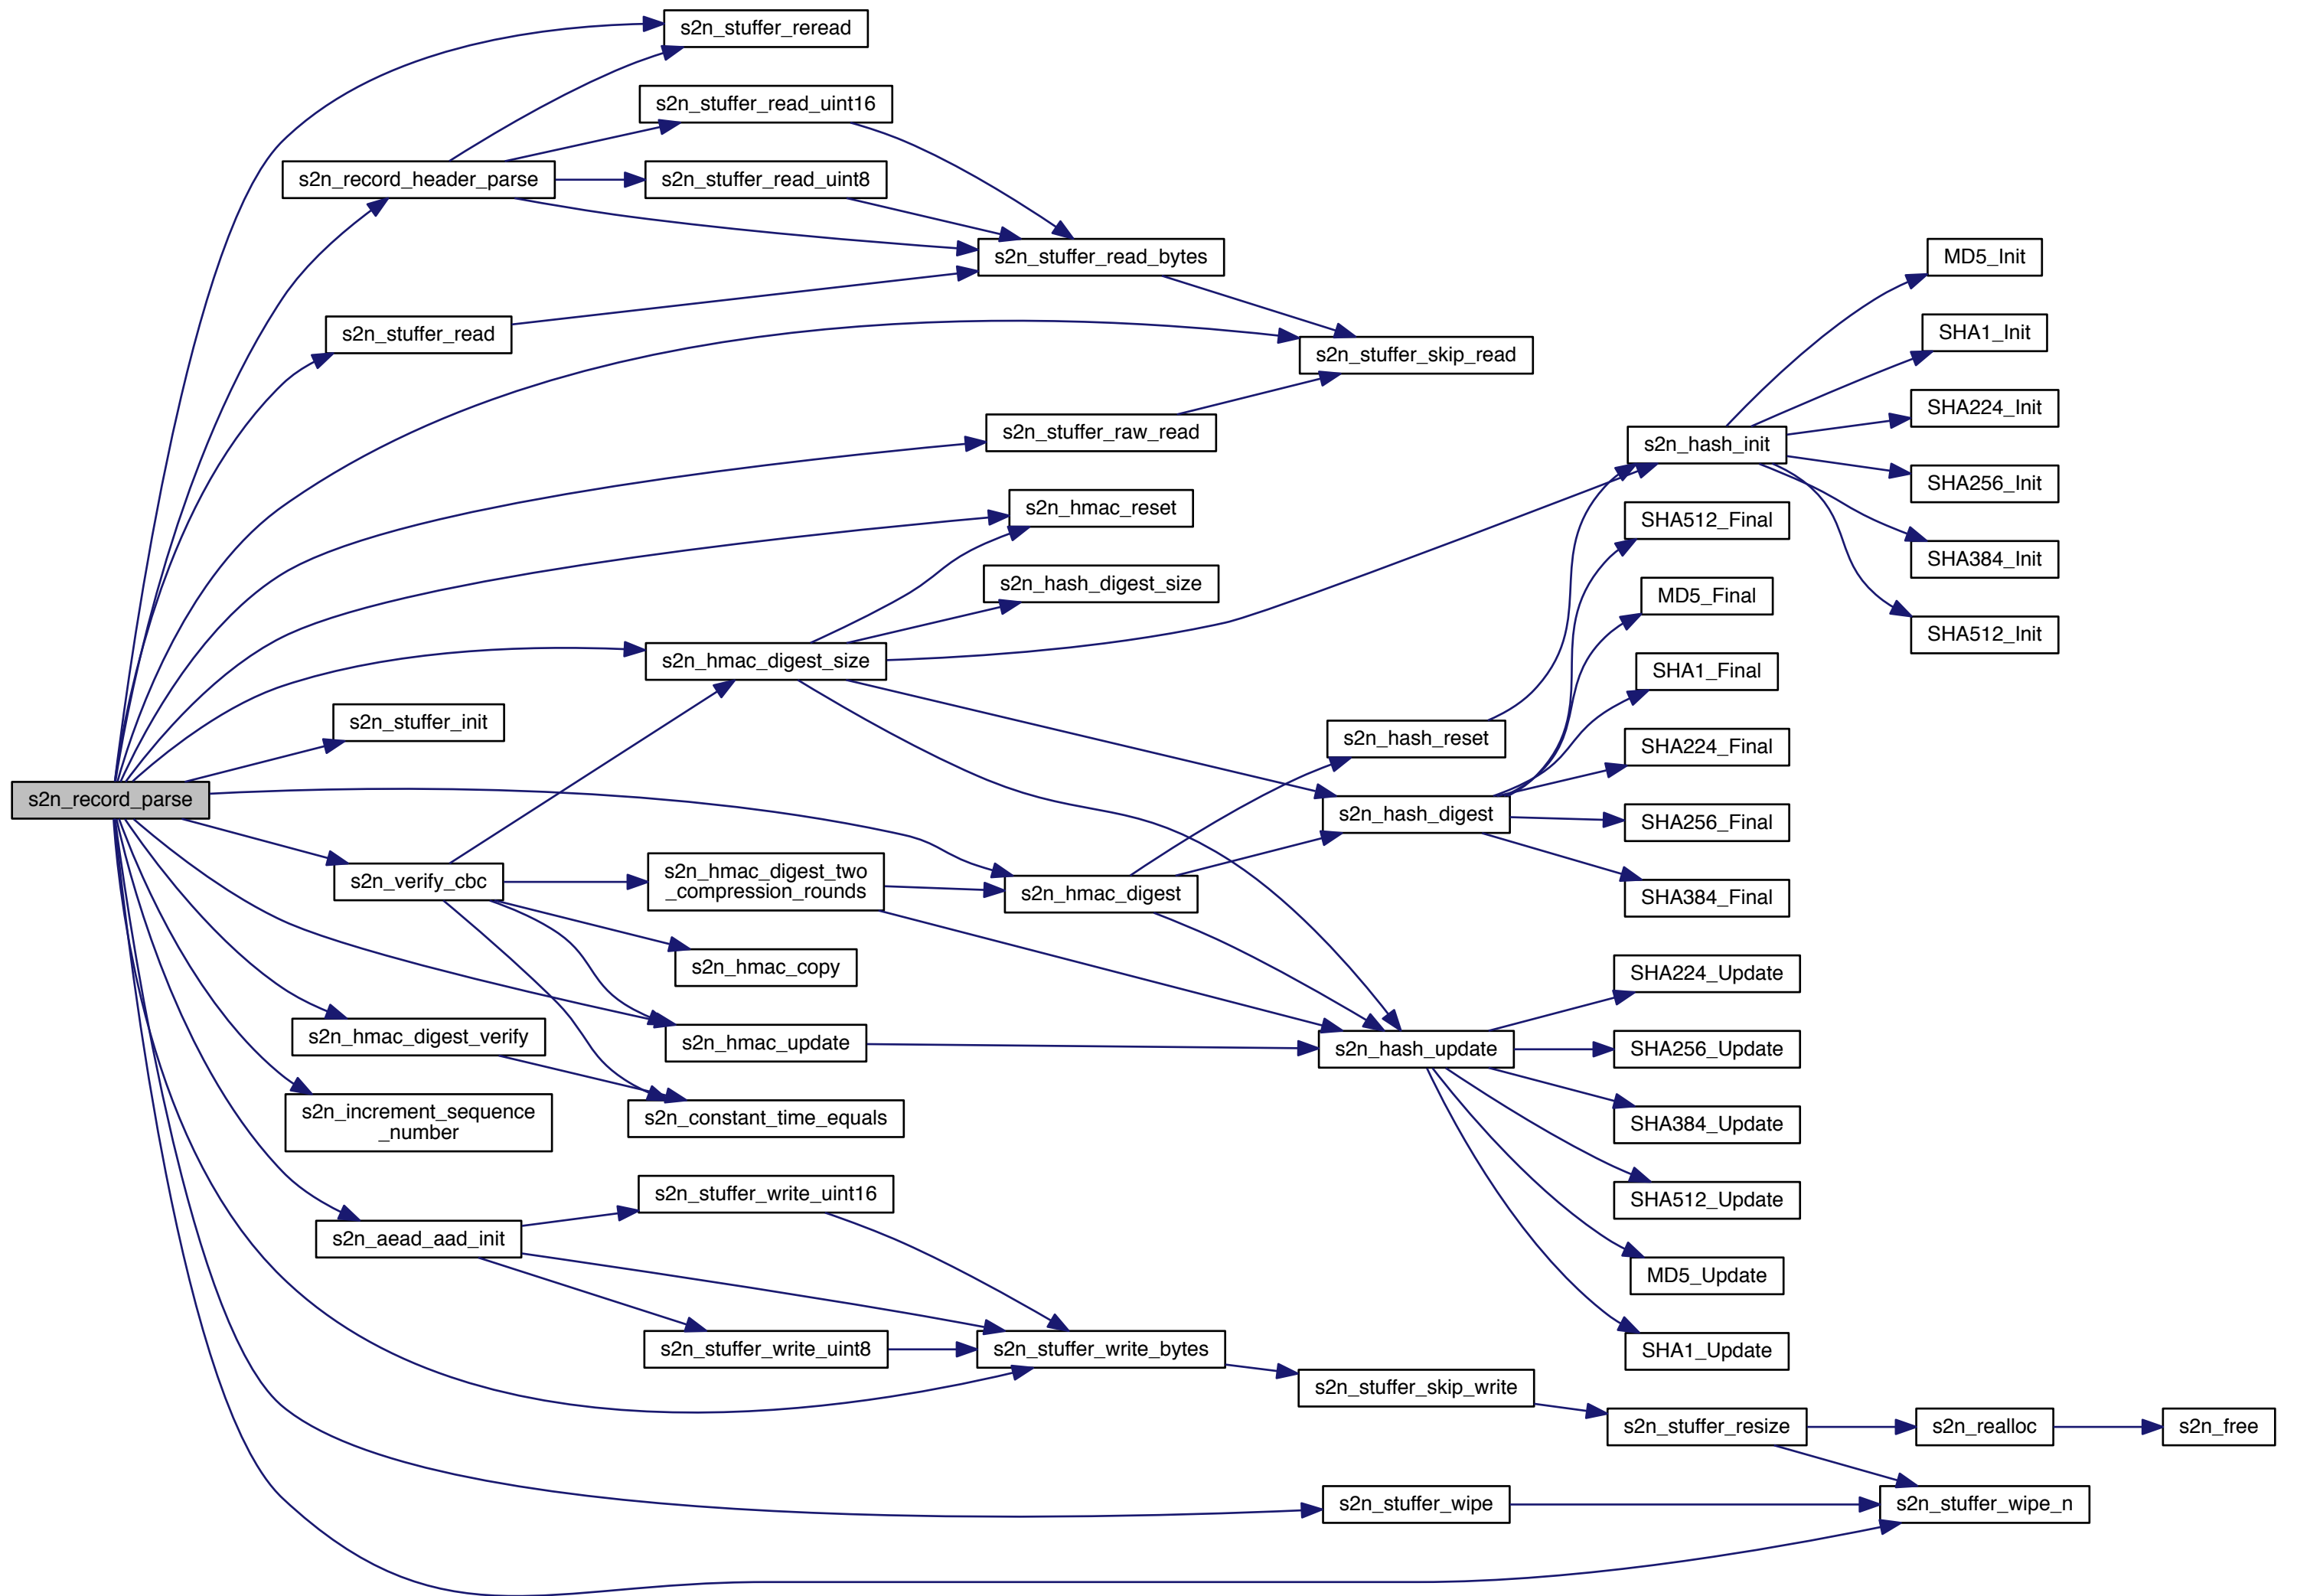 s2n_stuffer_reread
s2n_stuffer_read_uint16
s2n_record_header_parse
s2n_stuffer_read_uint8
s2n_stuffer_read_bytes
MD5_Init
s2n_stuffer_read
SHA1_Init
s2n_stuffer_skip_read
SHA224_Init
s2n_stuffer_raw_read
s2n_hash_init
SHA256_Init
s2n_hmac_reset
SHA512_Final
SHA384_Init
s2n_hash_digest_size
MD5_Final
SHA512_Init
s2n_hmac_digest_size
SHA1_Final
s2n_stuffer_init
s2n_hash_reset
SHA224_Final
s2n_record_parse
s2n_hash_digest
SHA256_Final
s2n_verify_cbc
s2n_hmac_digest_two
_compression_rounds
s2n_hmac_digest
SHA384_Final
s2n_hmac_copy
SHA224_Update
s2n_hmac_digest_verify
s2n_hmac_update
s2n_hash_update
SHA256_Update
s2n_increment_sequence
_number
s2n_constant_time_equals
SHA384_Update
s2n_stuffer_write_uint16
SHA512_Update
s2n_aead_aad_init
MD5_Update
s2n_stuffer_write_uint8
s2n_stuffer_write_bytes
SHA1_Update
s2n_stuffer_skip_write
s2n_stuffer_resize
s2n_realloc
s2n_free
s2n_stuffer_wipe
s2n_stuffer_wipe_n